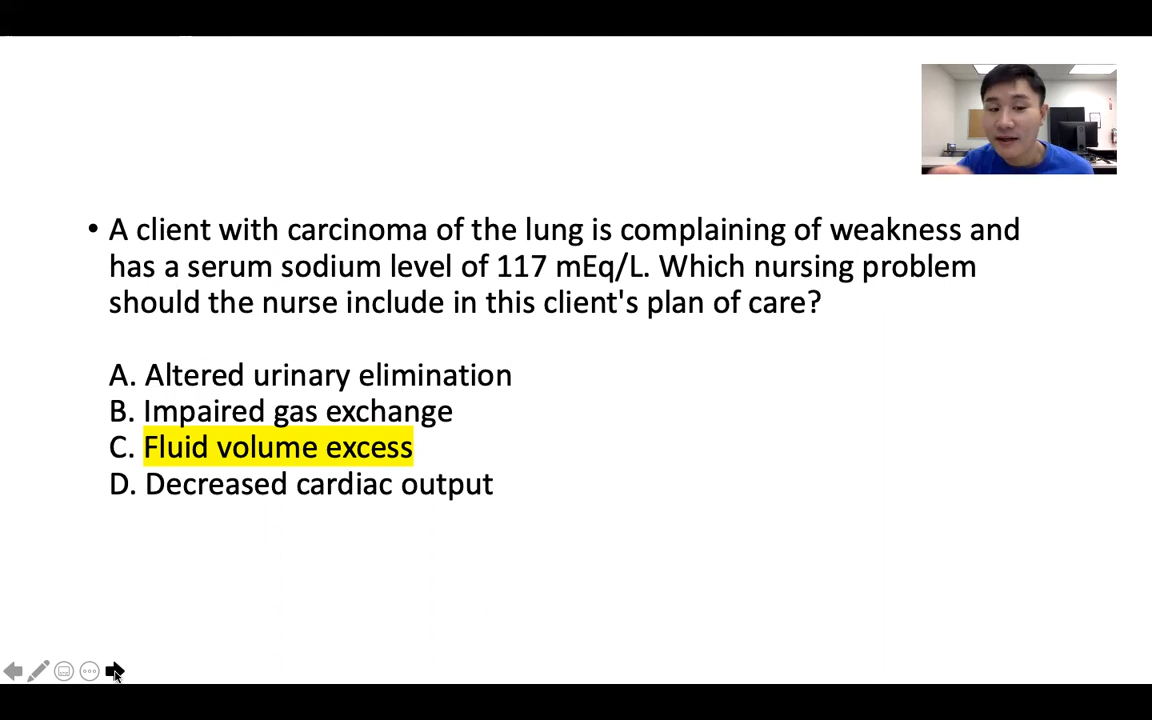 • A client with carcinoma of the lung is complaining of weakness and
has a serum sodium level of 117 mEq/L. Which nursing problem
should the nurse include in this client's plan of care?
A. Altered urinary elimination
B. Impaired gas exchange
C. Fluid volume excess
D. Decreased cardiac output